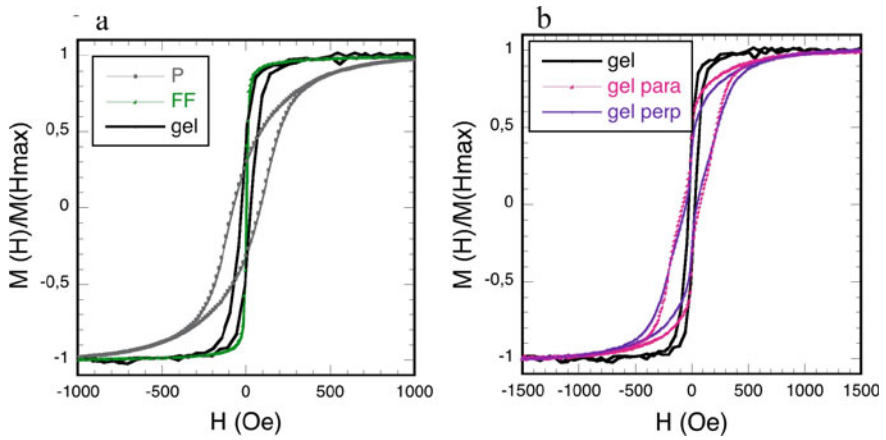 a
P
FF
gel
1
0,5
0
-0,5
-1
M (H)/M(Hmax)
-1000 -500 0 500 1000
H (Oe)
b
gel
gel para
gel perp
1
0,5
0
-0,5
-1
M (H)/M(Hmax)
-1500 -1000 -500 0 500 1000 1500
H (Oe)